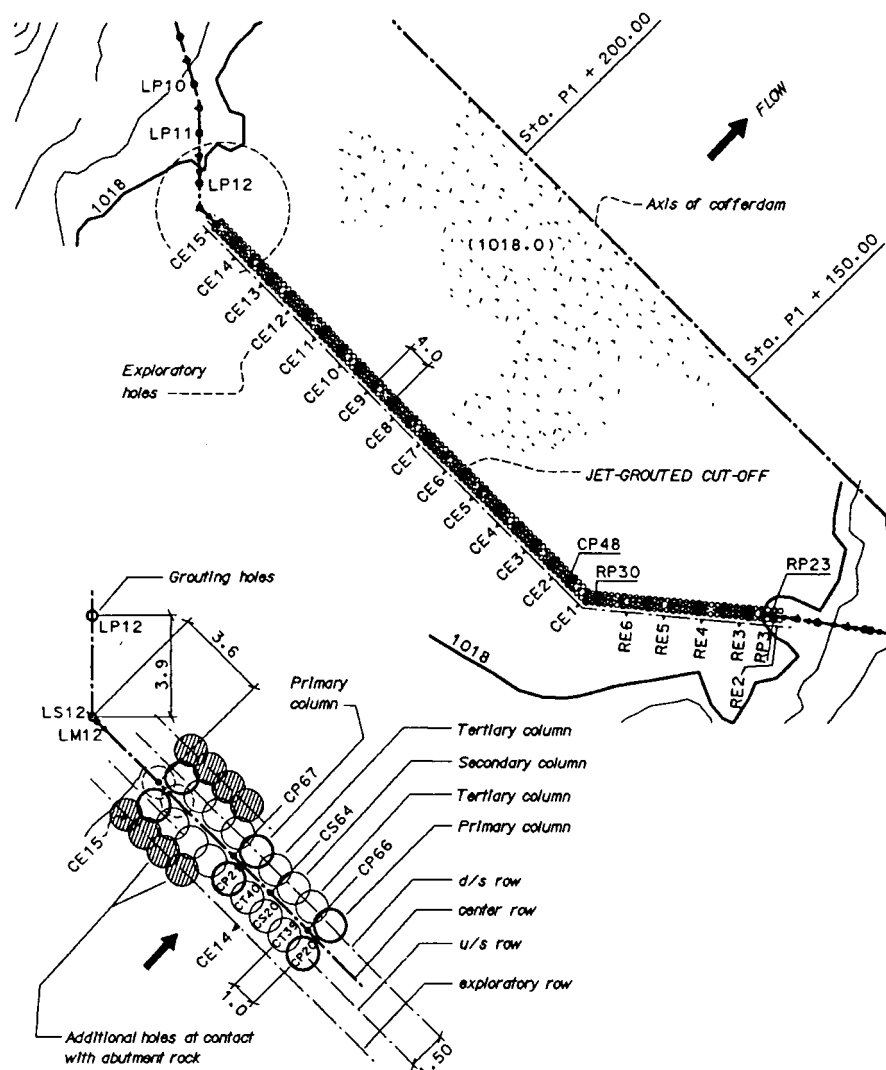 Sta. P1 + 200.00
FLOW
LP10
LP11
LP12
1018
Axis of cofferdam
(1018.0)
Sta. P1 + 150.00
CE15
CE14
CE13
CE12
CE11
CE10
CE9
CE8
CE7
CE6
CE5
CE4
CE3
CE2
CE1
4.0
Exploratory
holes
JET-GROUTED CUT-OFF
CP48
RP30
RP23
RE6
RE5
RE4
RE3
RP3
RE2
1018
Grouting holes
LP12
3.9
3.6
LS12
LM12
Primary
column
CP67
Tertiary column
Secondary column
CS64
Tertiary column
Primary column
CP66
d/s row
center row
u/s row
exploratory row
CE15
CP21
CT40
CS20
CT39
CP20
CE14
1.0
.50
Additional holes at contact
with abutment rock